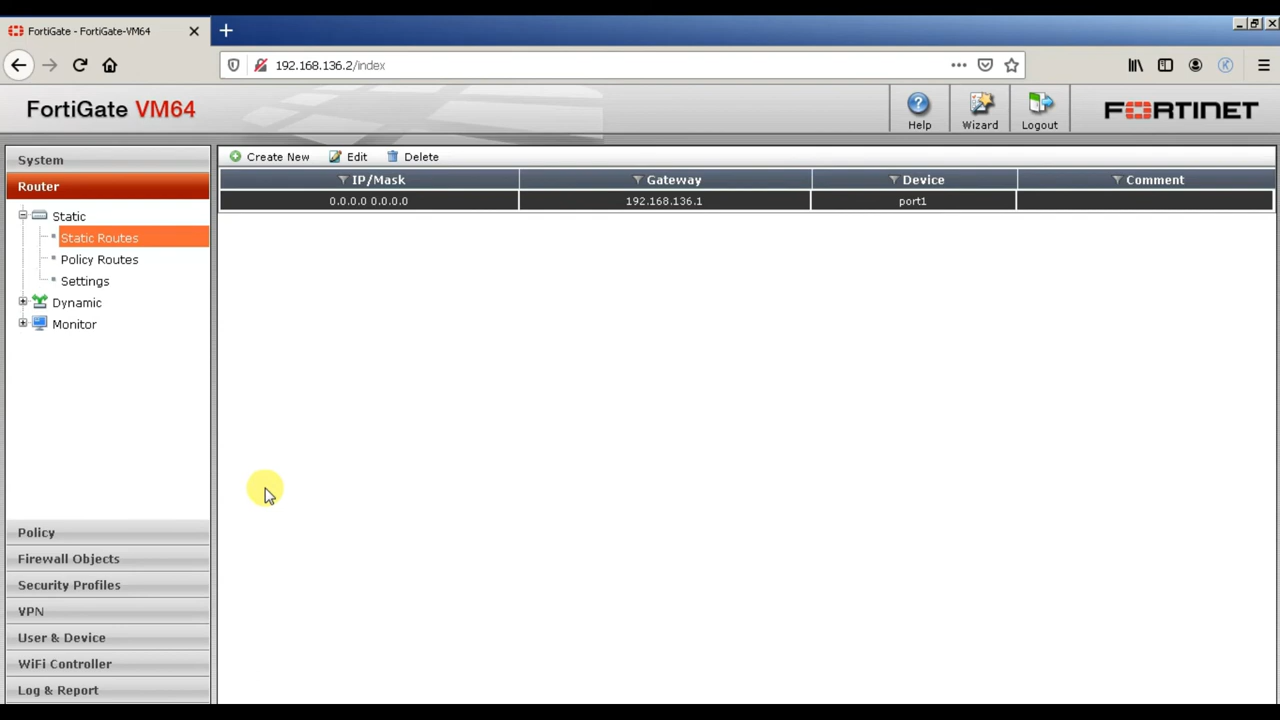 FortiGate - FortiGate-VM64
192.168.136.2/index
FortiGate VM64
Help
Wizard
Logout
FORTINET
System
Router
Static
Static Routes
Policy Routes
Settings
Dynamic
Monitor
Policy
Firewall Objects
Security Profiles
VPN
User & Device
WiFi Controller
Log & Report
Create New Edit Delete
IP/Mask Gateway Device Comment
0.0.0.0 0.0.0.0 192.168.136.1 port1